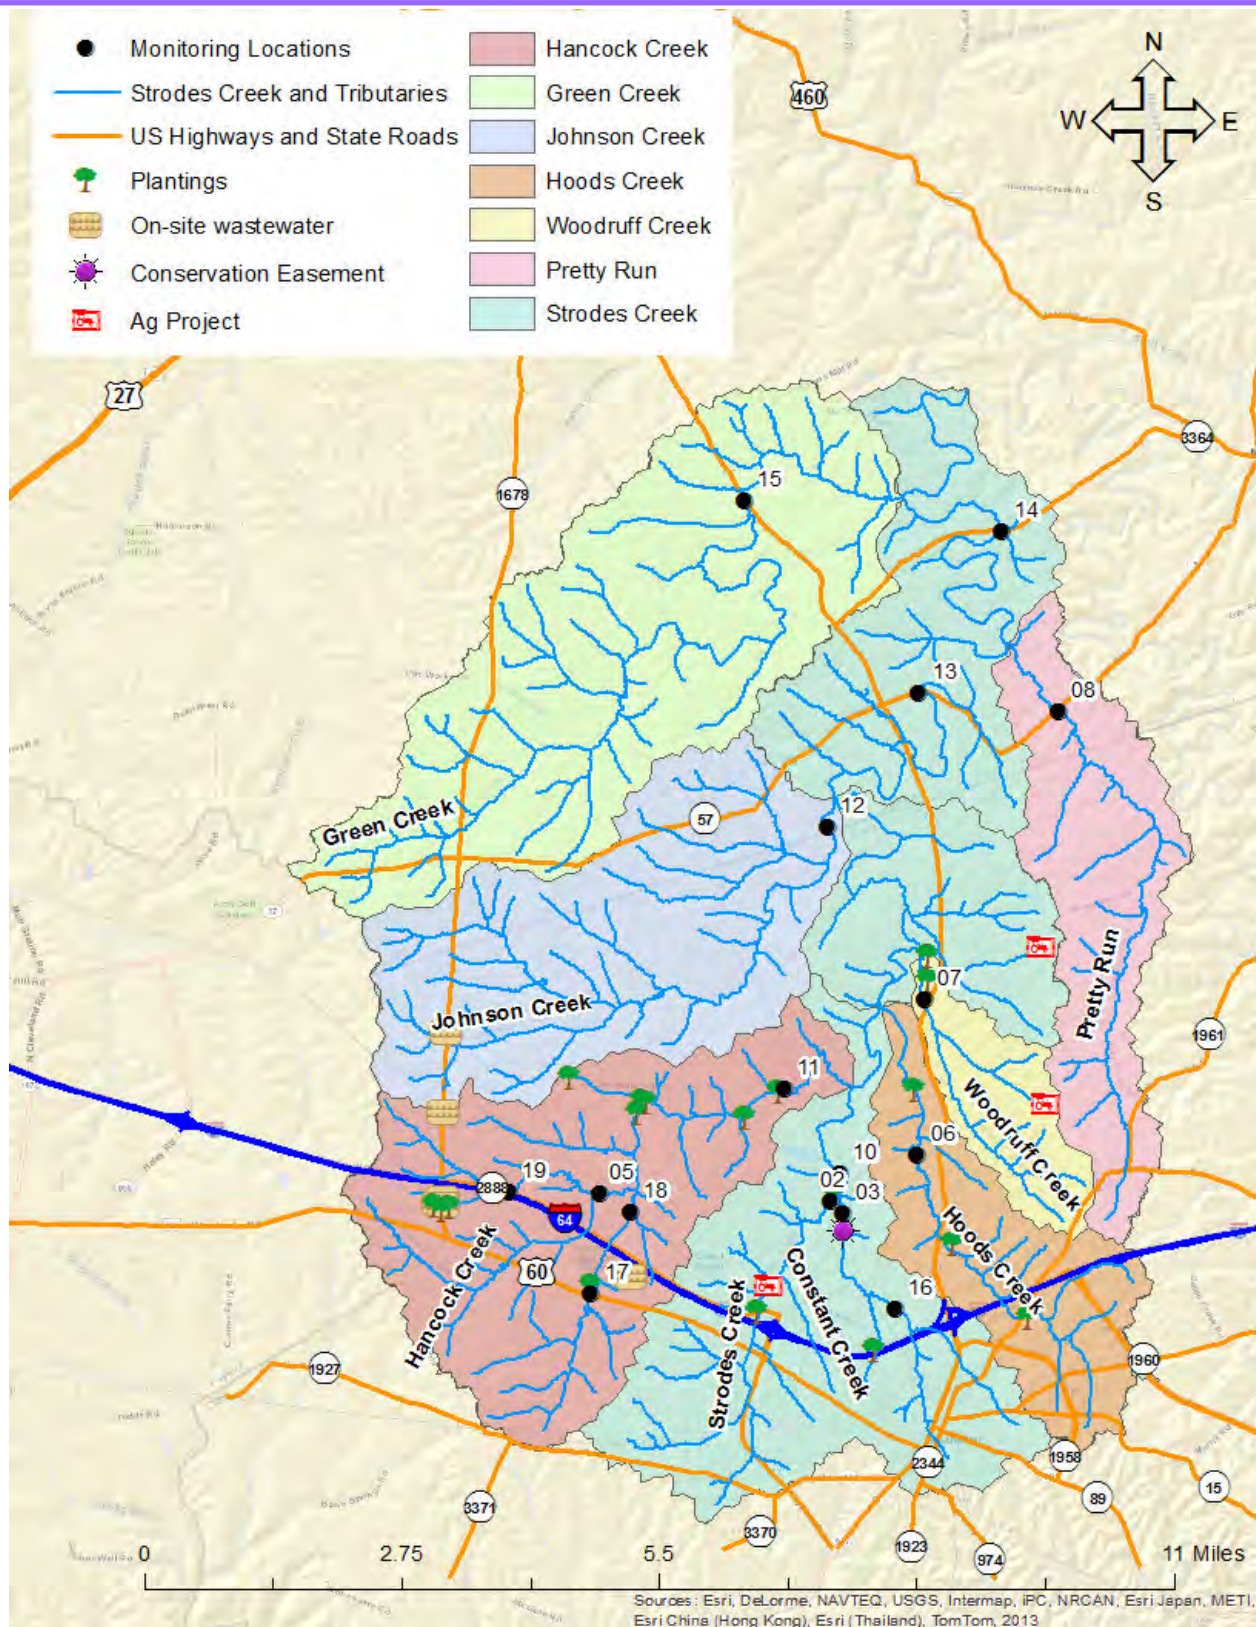 Monitoring Locations
Strodes Creek and Tributaries
US Highways and State Roads
Plantings
On-site wastewater
Conservation Easement
Ag Project
Hancock Creek
Green Creek
Johnson Creek
Hoods Creek
Woodruff Creek
Pretty Run
Strodes Creek
N
W E
S
460
27
3364
1678
15
14
13
08
12
57
Green Creek
07
Johnson Creek
Pretty Run
1961
11
Woodruff Creek
06
10
02
03
19
05
18
2888
64
Hoods Creek
Hancock Creek
60
17
Constant Creek
Strodes Creek
16
1927
1960
2344
1958
89
15
3371
3370
1923
974
0 2.75 5.5 11 Miles
Sources: Esri, DeLorme, NAVTEQ, USGS, Intermap, iPC, NRCAN, Esri Japan, METI,
Esri China (Hong Kong), Esri (Thailand), TomTom, 2013